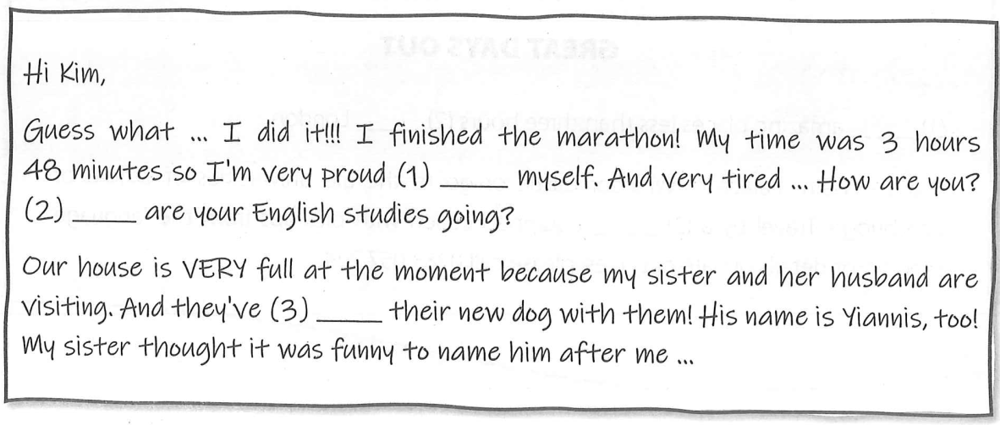 Hi Kim,
Guess what ... I did it!!! I finished the marathon! My time was 3 hours
48 minutes so I'm very proud (1) _____ myself. And very tired ... How are you?
(2) _____ are your English studies going?
Our house is VERY full at the moment because my sister and her husband are
visiting. And they've (3) _____ their new dog with them! His name is Yiannis, too!
My sister thought it was funny to name him after me ...